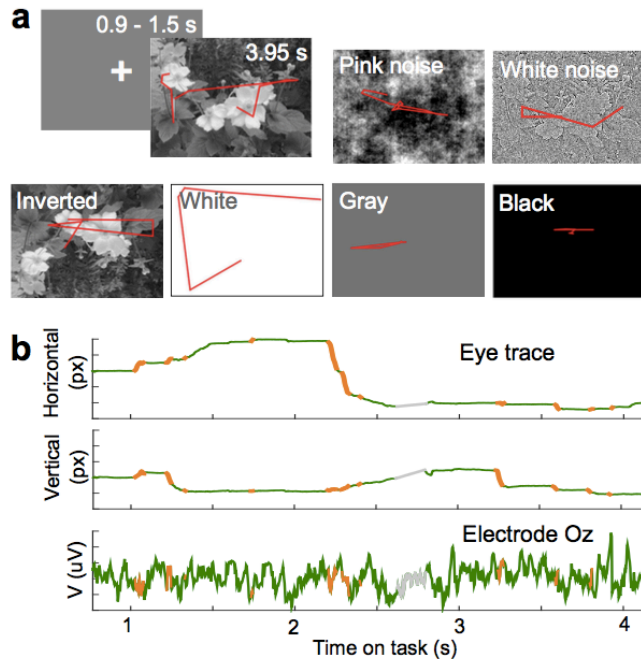 a
0.9 - 1.5 s
3.95 s
Pink noise
White noise
Inverted
White
Gray
Black
b
Horizontal
(px)
Eye trace
Vertical
(px)
V (uV)
Electrode Oz
1 2 3 4
Time on task (s)